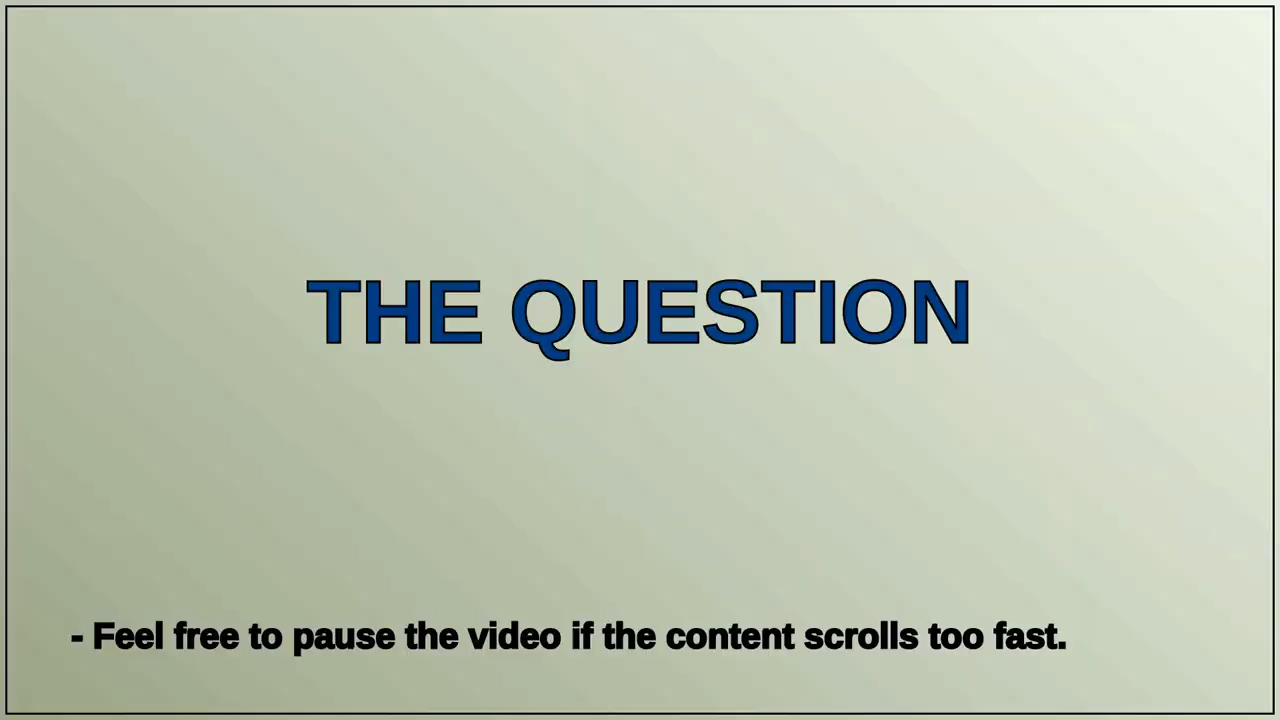 THE QUESTION
- Feel free to pause the video if the content scrolls too fast.